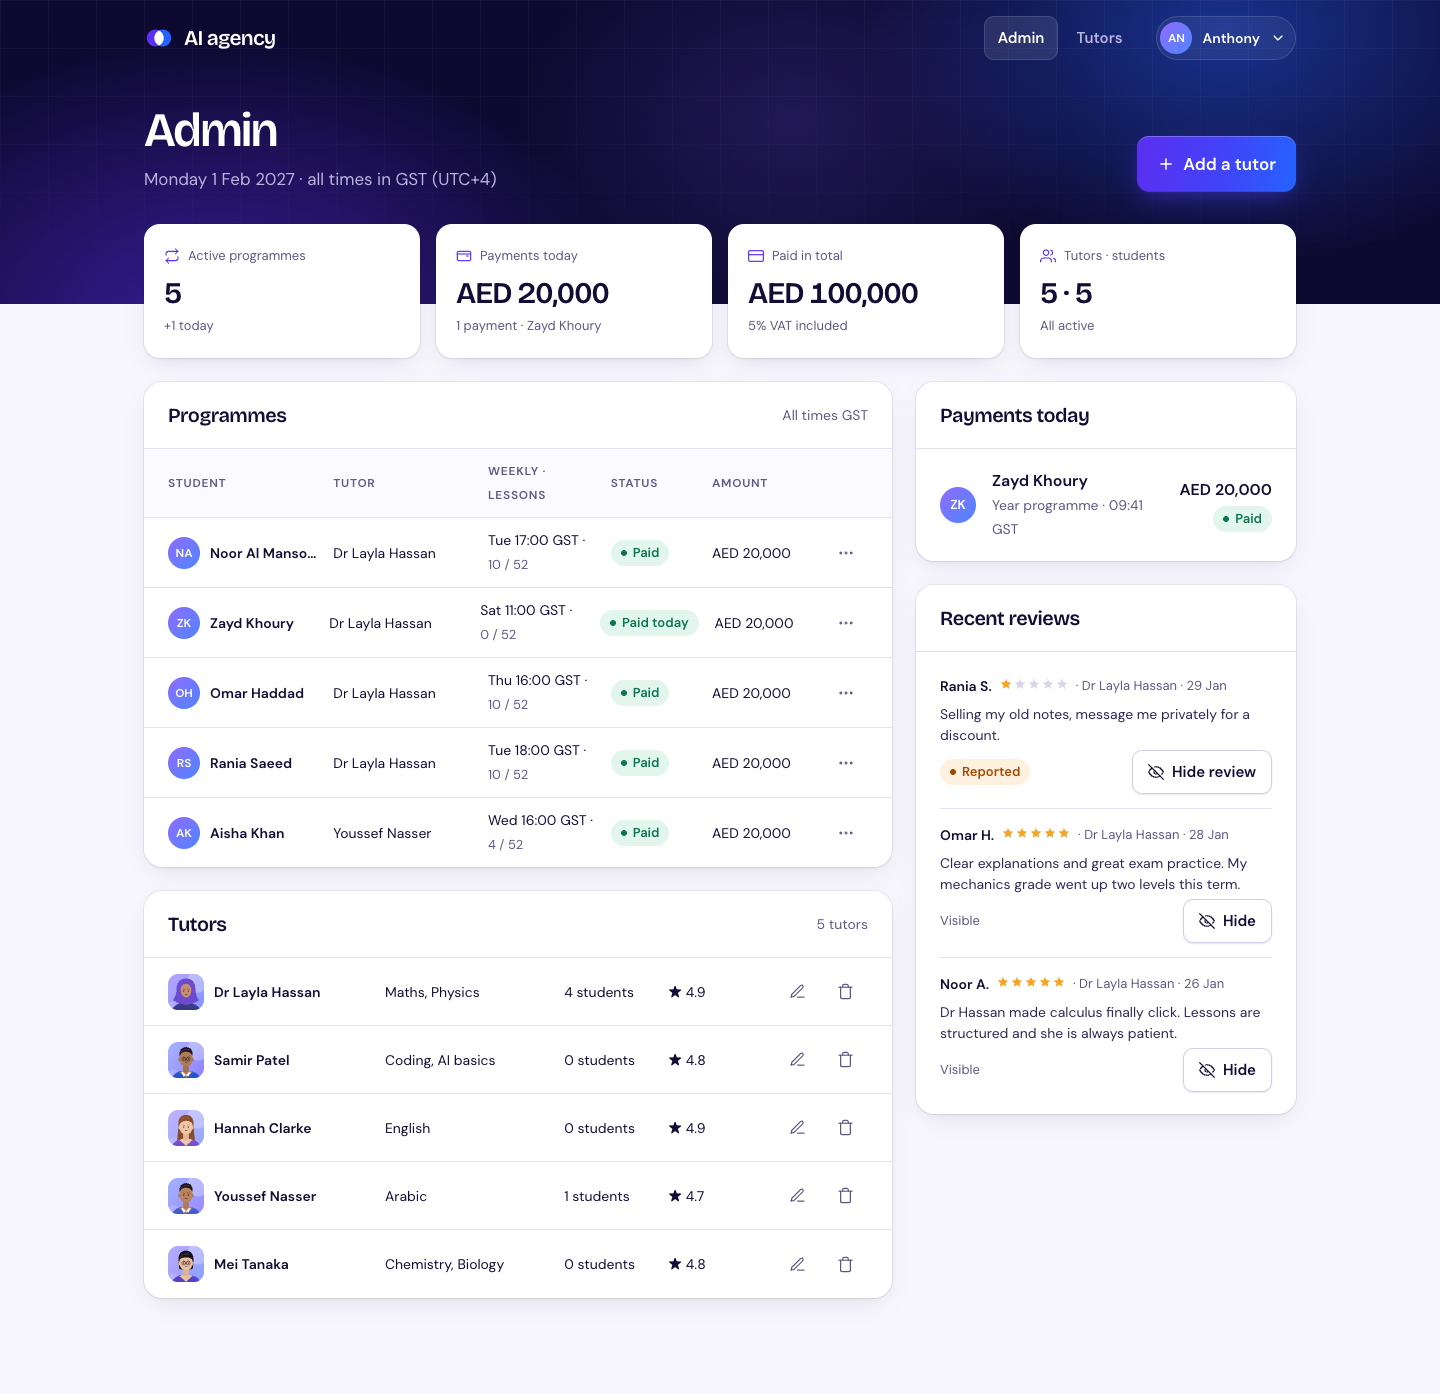 AI agency
Admin
Tutors
AN
Anthony
Admin
Monday 1 Feb 2027 · all times in GST (UTC+4)
+ Add a tutor
Active programmes
5
+1 today
Payments today
AED 20,000
1 payment · Zayd Khoury
Paid in total
AED 100,000
5% VAT included
Tutors · students
5 · 5
All active
Programmes
All times GST
STUDENT
TUTOR
WEEKLY ·
LESSONS
STATUS
AMOUNT
NA
Noor Al Manso...
Dr Layla Hassan
Tue 17:00 GST ·
10 / 52
Paid
AED 20,000
ZK
Zayd Khoury
Dr Layla Hassan
Sat 11:00 GST ·
0 / 52
Paid today
AED 20,000
OH
Omar Haddad
Dr Layla Hassan
Thu 16:00 GST ·
10 / 52
Paid
AED 20,000
RS
Rania Saeed
Dr Layla Hassan
Tue 18:00 GST ·
10 / 52
Paid
AED 20,000
AK
Aisha Khan
Youssef Nasser
Wed 16:00 GST ·
4 / 52
Paid
AED 20,000
Tutors
5 tutors
Dr Layla Hassan
Maths, Physics
4 students
★ 4.9
Samir Patel
Coding, AI basics
0 students
★ 4.8
Hannah Clarke
English
0 students
★ 4.9
Youssef Nasser
Arabic
1 students
★ 4.7
Mei Tanaka
Chemistry, Biology
0 students
★ 4.8
Payments today
ZK
Zayd Khoury
Year programme · 09:41
GST
AED 20,000
Paid
Recent reviews
Rania S. ★★★★★ · Dr Layla Hassan · 29 Jan
Selling my old notes, message me privately for a
discount.
Reported
Hide review
Omar H. ★★★★★ · Dr Layla Hassan · 28 Jan
Clear explanations and great exam practice. My
mechanics grade went up two levels this term.
Visible
Hide
Noor A. ★★★★★ · Dr Layla Hassan · 26 Jan
Dr Hassan made calculus finally click. Lessons are
structured and she is always patient.
Visible
Hide